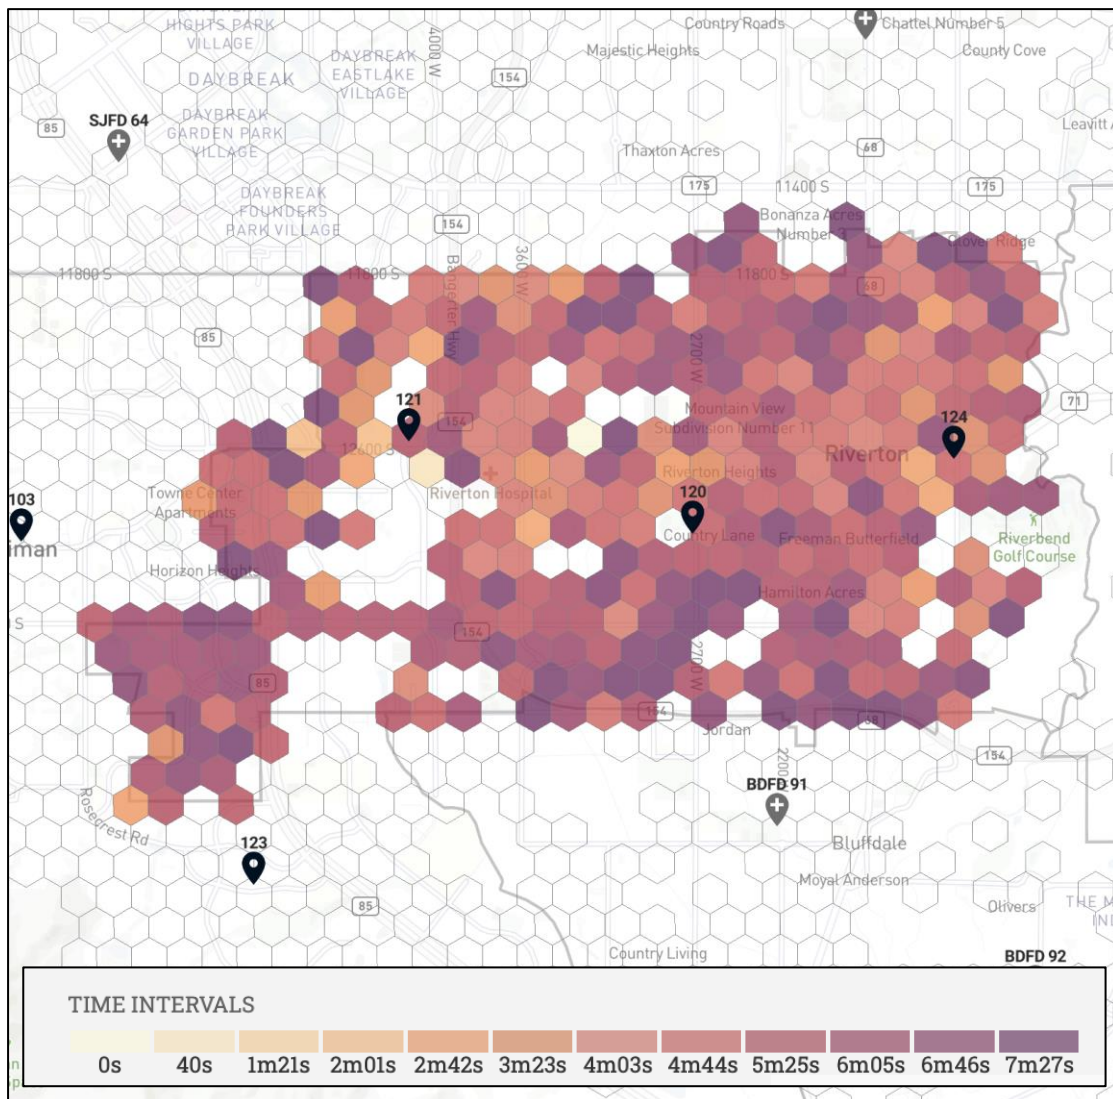 HIGHTS PARK
VILLAGE
Country Roads
Chattel Number 5
4000 W
Majestic Heights
County Cove
DAYBREAK
EASTLAKE
VILLAGE
DAYBREAK
154
SJFD 64
85
DAYBREAK
GARDEN PARK
VILLAGE
Leavitt
Thaxton Acres
68
175
11400 S
175
DAYBREAK
FOUNDERS
PARK VILLAGE
154
Bonanza Acres
Number 3
Clover Ridge
3600 W
Bangerter Hwy
11800 S
11800 S
11800 S
68
85
2700 W
121
154
71
Mountain View
Subdivision Number 11
124
12600 S
Riverton
Riverton Heights
103
Towne Center
Apartments
Riverton Hospital
120
iman
Country Lane
Freeman Butterfield
Riverbend
Golf Course
Horizon Heights
Hamilton Acres
S
154
2700 W
85
154
68
Jordan
154
2200
BDFD 91
Rosecrest Rd
123
Bluffdale
Moyal Anderson
85
Olivers
THE M
IND
Country Living
BDFD 92
TIME INTERVALS
0s 40s 1m21s 2m01s 2m42s 3m23s 4m03s 4m44s 5m25s 6m05s 6m46s 7m27s